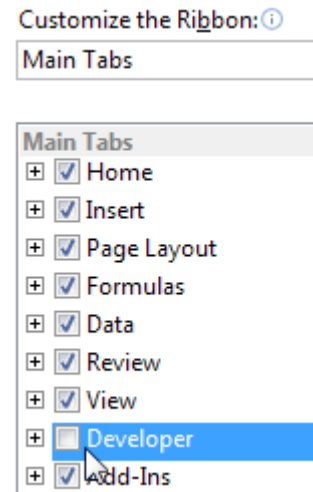 Customize the Ribbon:
Main Tabs
Main Tabs
Home
Insert
Page Layout
Formulas
Data
Review
View
Developer
Add-Ins